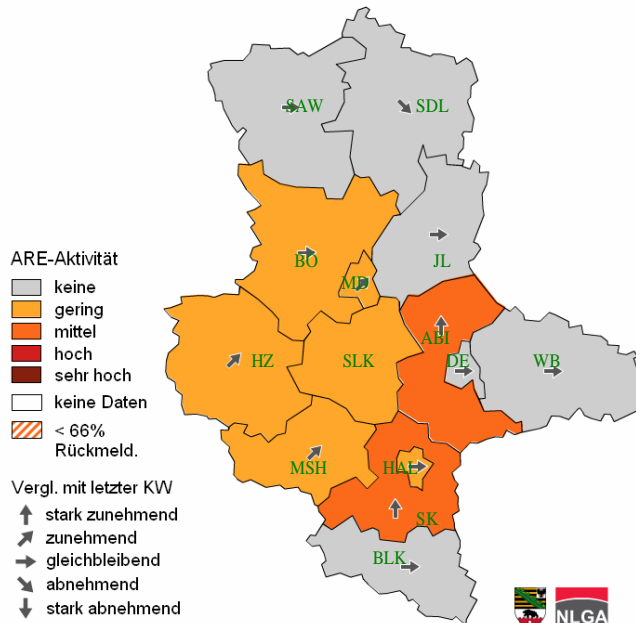 SAW
SDL
BO
MD
JL
ARE-Aktivität
keine
gering
mittel
hoch
sehr hoch
keine Daten
< 66%
Rückmeld.
HZ
SLK
ABI
DE
WB
MSH
HAL
SK
BLK
Vergl. mit letzter KW
stark zunehmend
zunehmend
gleichbleibend
abnehmend
stark abnehmend
NLGA